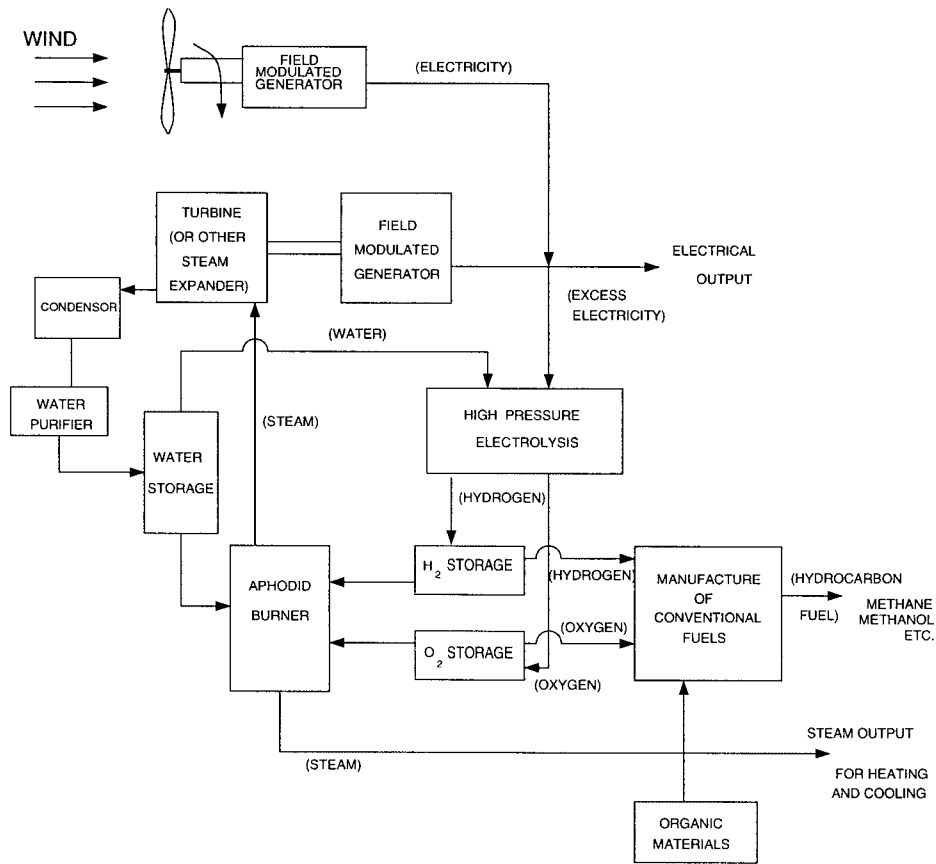 WIND
FIELD
MODULATED
GENERATOR
(ELECTRICITY)
TURBINE
(OR OTHER
STEAM
EXPANDER)
FIELD
MODULATED
GENERATOR
ELECTRICAL
OUTPUT
(EXCESS
ELECTRICITY)
CONDENSOR
(WATER)
WATER
PURIFIER
(STEAM)
HIGH PRESSURE
ELECTROLYSIS
WATER
STORAGE
(HYDROGEN)
APHODID
BURNER
H2 STORAGE
(HYDROGEN)
MANUFACTURE
OF
CONVENTIONAL
FUELS
(HYDROCARBON
FUEL)
METHANE
METHANOL
ETC.
O2 STORAGE
(OXYGEN)
(OXYGEN)
(STEAM)
STEAM OUTPUT
FOR HEATING
AND COOLING
ORGANIC
MATERIALS